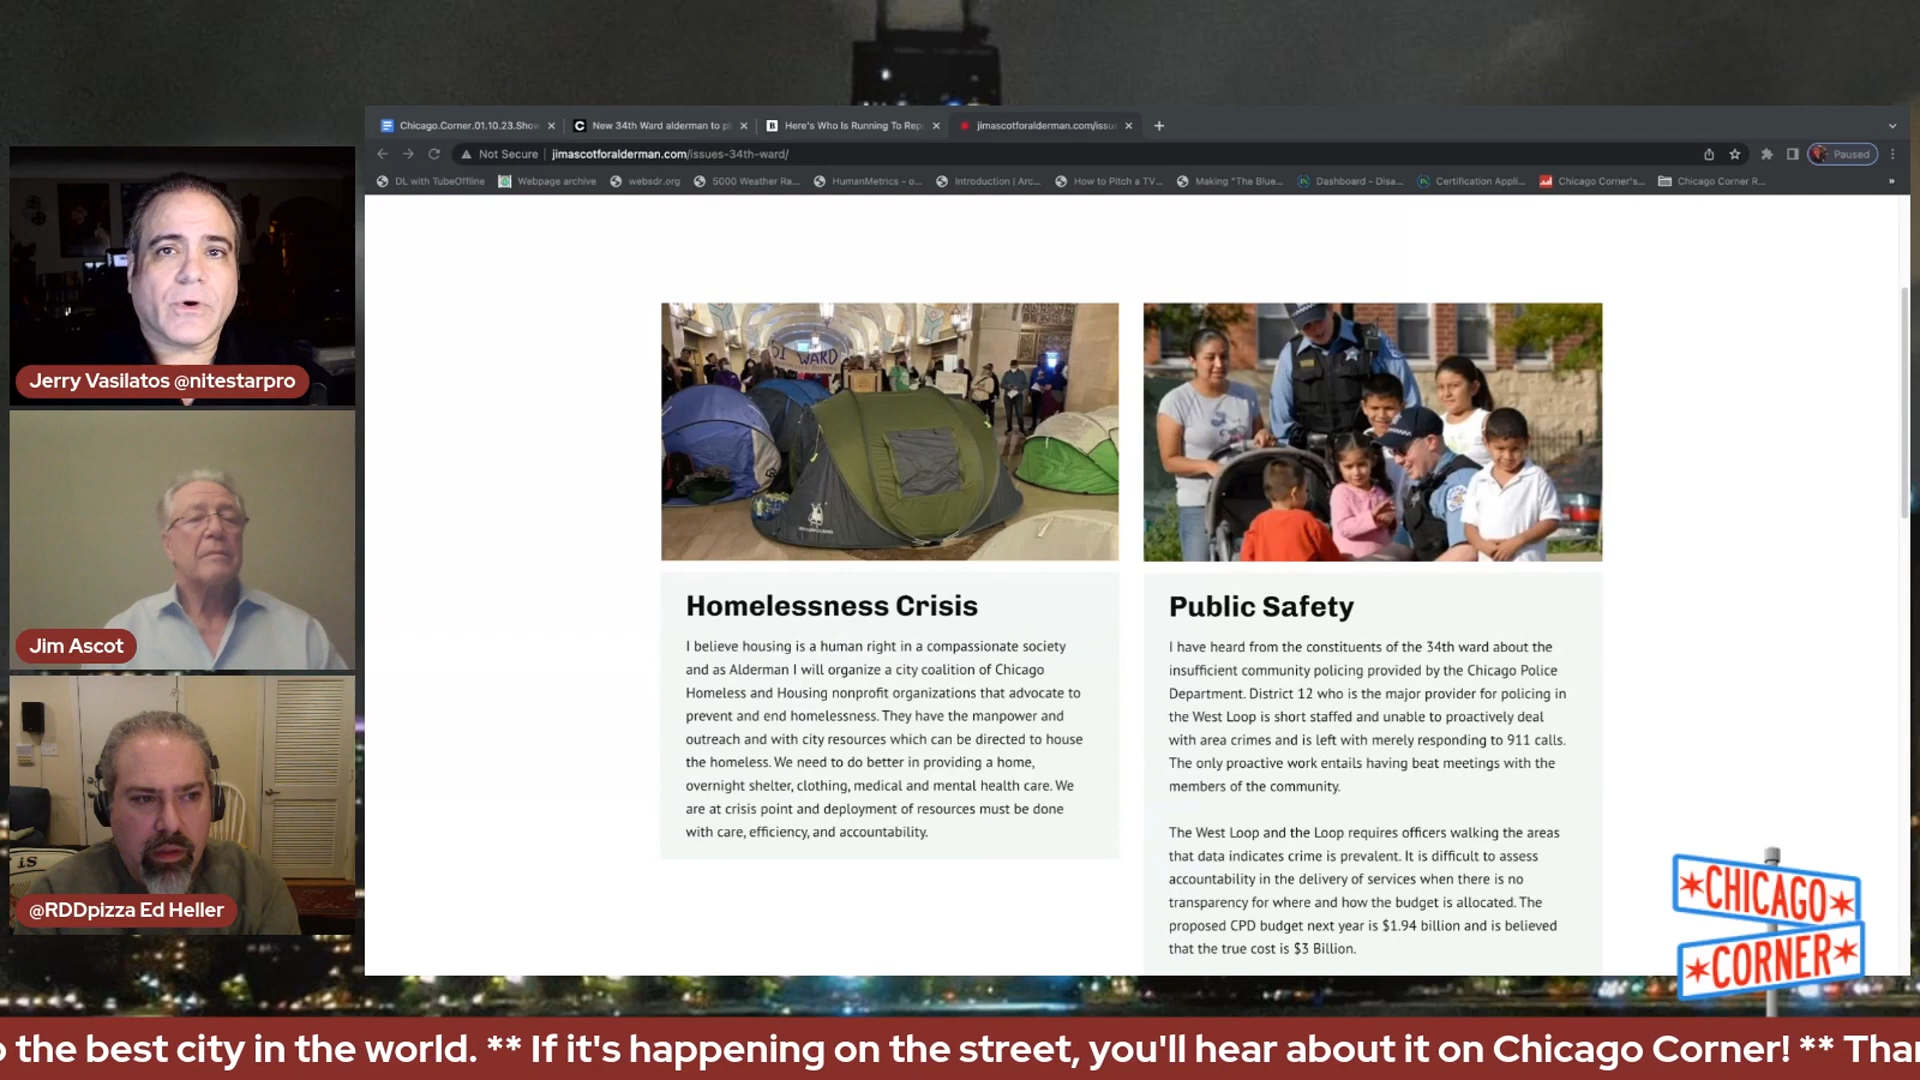 Chicago.Corner.01.10.23.Show
New 34th Ward alderman to pl
Here's Who Is Running To Rep
jimascotforalderman.com/issu
Not Secure
jimascotforalderman.com/issues-34th-ward/
Paused
DL with TubeOffline
Webpage archive
websdr.org
5000 Weather Ra...
HumanMetrics - o...
Introduction | Arc...
How to Pitch a TV...
Making "The Blue...
Dashboard - Disa...
Certification Appli...
Chicago Corner's...
Chicago Corner R...
»
Jerry Vasilatos @nitestarpro
Jim Ascot
is
@RDDpizza Ed Heller
51 WARD
Homelessness Crisis
I believe housing is a human right in a compassionate society
and as Alderman I will organize a city coalition of Chicago
Homeless and Housing nonprofit organizations that advocate to
prevent and end homelessness. They have the manpower and
outreach and with city resources which can be directed to house
the homeless. We need to do better in providing a home,
overnight shelter, clothing, medical and mental health care. We
are at crisis point and deployment of resources must be done
with care, efficiency, and accountability.
Public Safety
I have heard from the constituents of the 34th ward about the
insufficient community policing provided by the Chicago Police
Department. District 12 who is the major provider for policing in
the West Loop is short staffed and unable to proactively deal
with area crimes and is left with merely responding to 911 calls.
The only proactive work entails having beat meetings with the
members of the community.
The West Loop and the Loop requires officers walking the areas
that data indicates crime is prevalent. It is difficult to assess
accountability in the delivery of services when there is no
transparency for where and how the budget is allocated. The
proposed CPD budget next year is $1.94 billion and is believed
that the true cost is $3 Billion.
CHICAGO
CORNER
o the best city in the world. ** If it's happening on the street, you'll hear about it on Chicago Corner! ** Than